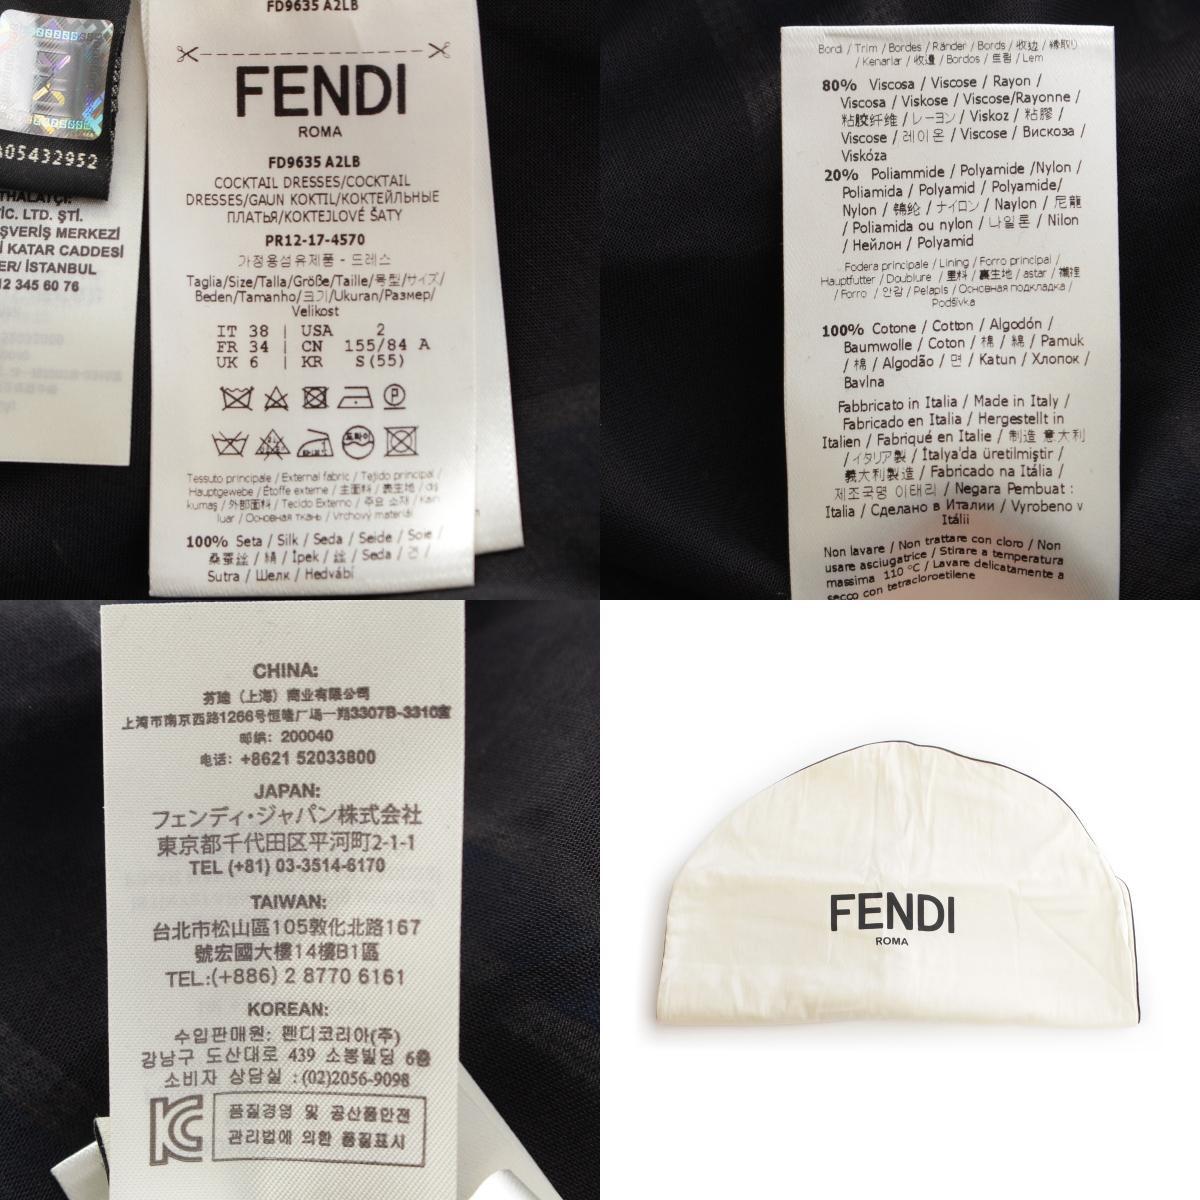 FD9635 A2LB
FENDI
ROMA
FD9635 A2LB
COCKTAIL DRESSES/COCKTAIL
DRESSES/GAUN KOKTIL/КОКТЕЙЛЬНЫЕ
ПЛАТЬЯ/KOKTEJLOVÉ ŠATY
PR12-17-4570
가정용섬유제품 - 드레스
Taglia/Size/Talla/Größe/Taille/号型/サイズ/
Beden/Tamanho/크기/Ukuran/Размер/
Velikost
IT 38 | USA 2
FR 34 | CN 155/84 A
UK 6 | KR S(55)
Tessuto principale / External fabric / Tejido principal /
Hauptgewebe / Étoffe externe / 主面料 / 表生地 / dış
kumaş / 外部面料 / Tecido Externo / 주요 소재 / Kain
luar / Основная ткань / Vrchový materiál
100% Seta / Silk / Seda / Seide / Soie /
桑蚕丝 / 絹 / İpek / 丝 / Seda / 견 /
Sutra / Шелк / Hedvábí
A05432952
THALATÇI:
TİC. LTD. ŞTİ.
ŞVERİŞ MERKEZİ
İ KATAR CADDESİ
ER/ İSTANBUL
12 345 60 76
Bordi / Trim / Bordes / Ränder / Bords / 收边 / 縁取り
/ Kenarlar / 收邊 / Bordos / 트림 / Lem
80% Viscosa / Viscose / Rayon /
Viscosa / Viskose / Viscose/Rayonne /
粘胶纤维 / レーヨン / Viskoz / 粘膠 /
Viscose / 레이온 / Viscose / Вискоза /
Viskóza
20% Poliammide / Polyamide /Nylon /
Poliamida / Polyamid / Polyamide/
Nylon / 锦纶 / ナイロン / Naylon / 尼龍
/ Poliamida ou nylon / 나일론 / Nilon
/ Нейлон / Polyamid
Fodera principale / Lining / Forro principal /
Hauptfutter / Doublure / 里料 / 裏生地 / astar / 襯裡
/ Forro / 안감 / Pelapis / Основная подкладка /
Podšívka
100% Cotone / Cotton / Algodón /
Baumwolle / Coton / 棉 / 綿 / Pamuk
/ 棉 / Algodão / 면 / Katun / Хлопок /
Bavlna
Fabbricato in Italia / Made in Italy /
Fabricado en Italia / Hergestellt in
Italien / Fabriqué en Italie / 制造 意大利
/ イタリア製 / İtalya'da üretilmiştir /
義大利製造 / Fabricado na Itália /
제조국명 이태리 / Negara Pembuat :
Italia / Сделано в Италии / Vyrobeno v
Itálii
Non lavare / Non trattare con cloro / Non
usare asciugatrice / Stirare a temperatura
massima 110 °C / Lavare delicatamente a
secco con tetracloroetilene
CHINA:
芬迪（上海）商业有限公司
上海市南京西路1266号恒隆广场一期3307B-3310室
邮编: 200040
电话: +8621 52033800
JAPAN:
フェンディ・ジャパン株式会社
東京都千代田区平河町2-1-1
TEL (+81) 03-3514-6170
TAIWAN:
台北市松山區105敦化北路167
號宏國大樓14樓B1區
TEL:(+886) 2 8770 6161
KOREAN:
수입판매원: 펜디코리아(주)
강남구 도산대로 439 소봉빌딩 6층
소비자 상담실 : (02)2056-9098
KC
품질경영 및 공산품안전
관리법에 의한 품질표시
FENDI
ROMA